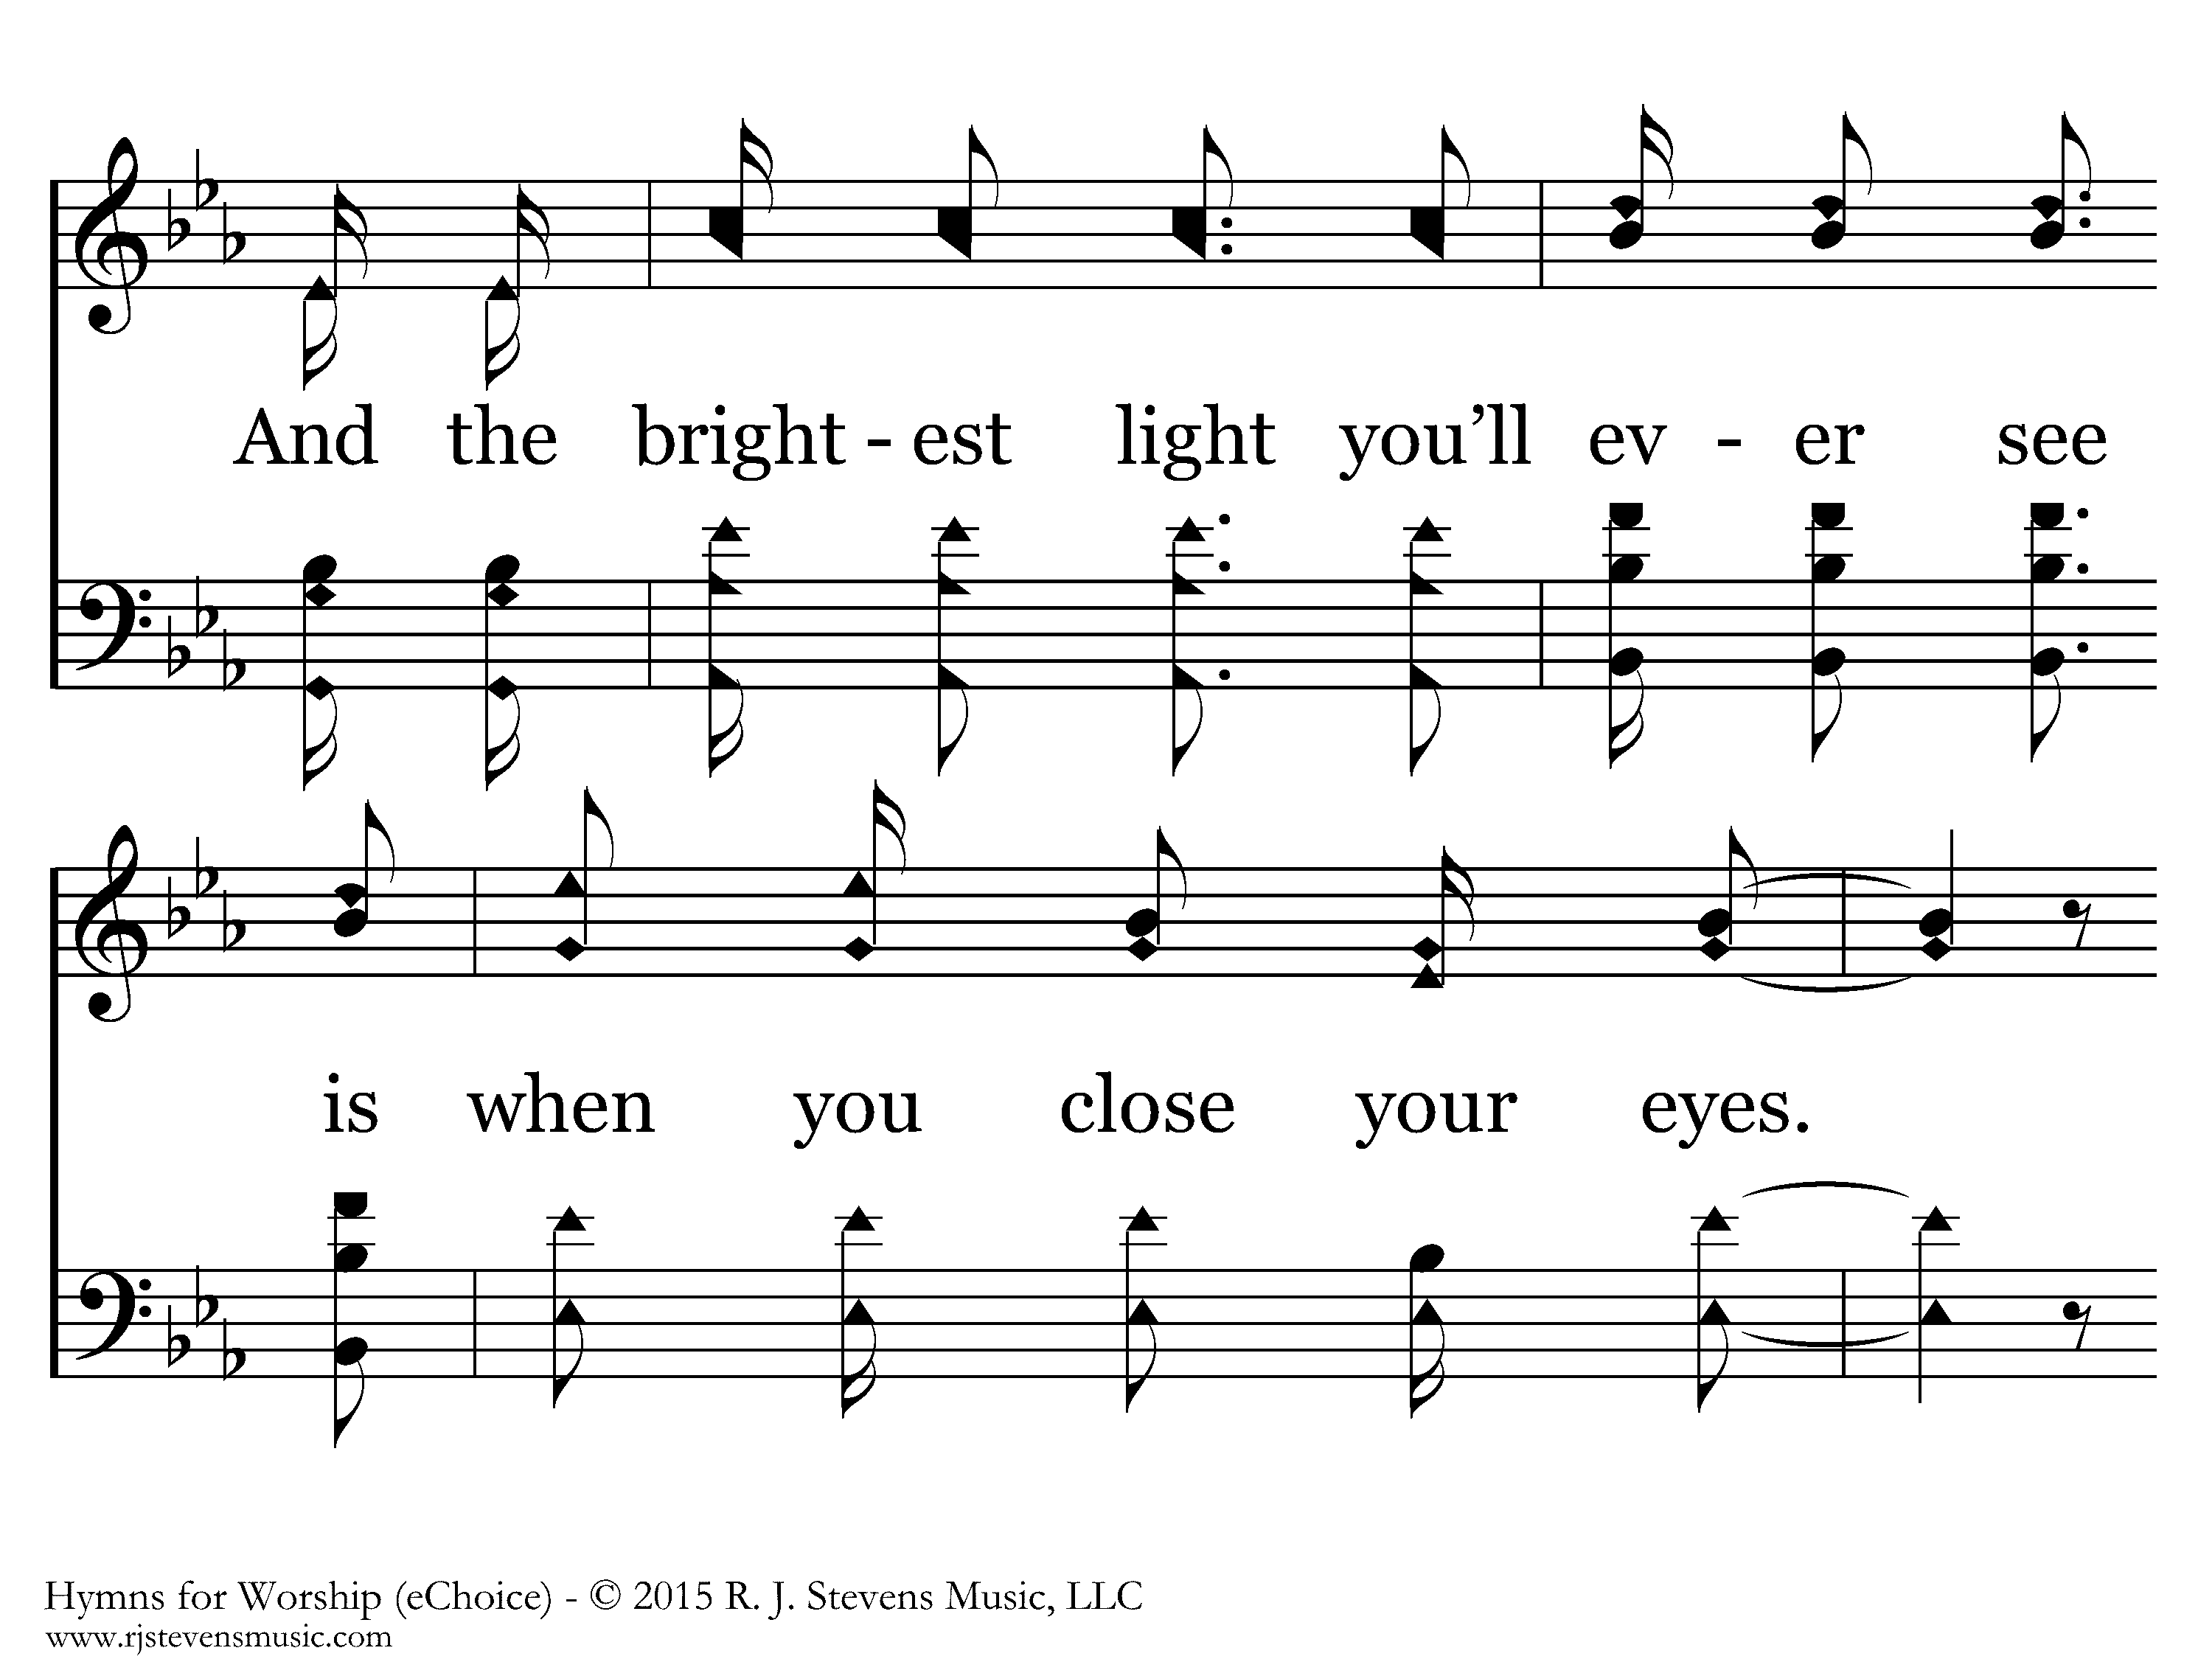 And the bright - est light you’ll ev - er see
is when you close your eyes.
Hymns for Worship (eChoice) - © 2015 R. J. Stevens Music, LLC
www.rjstevensmusic.com